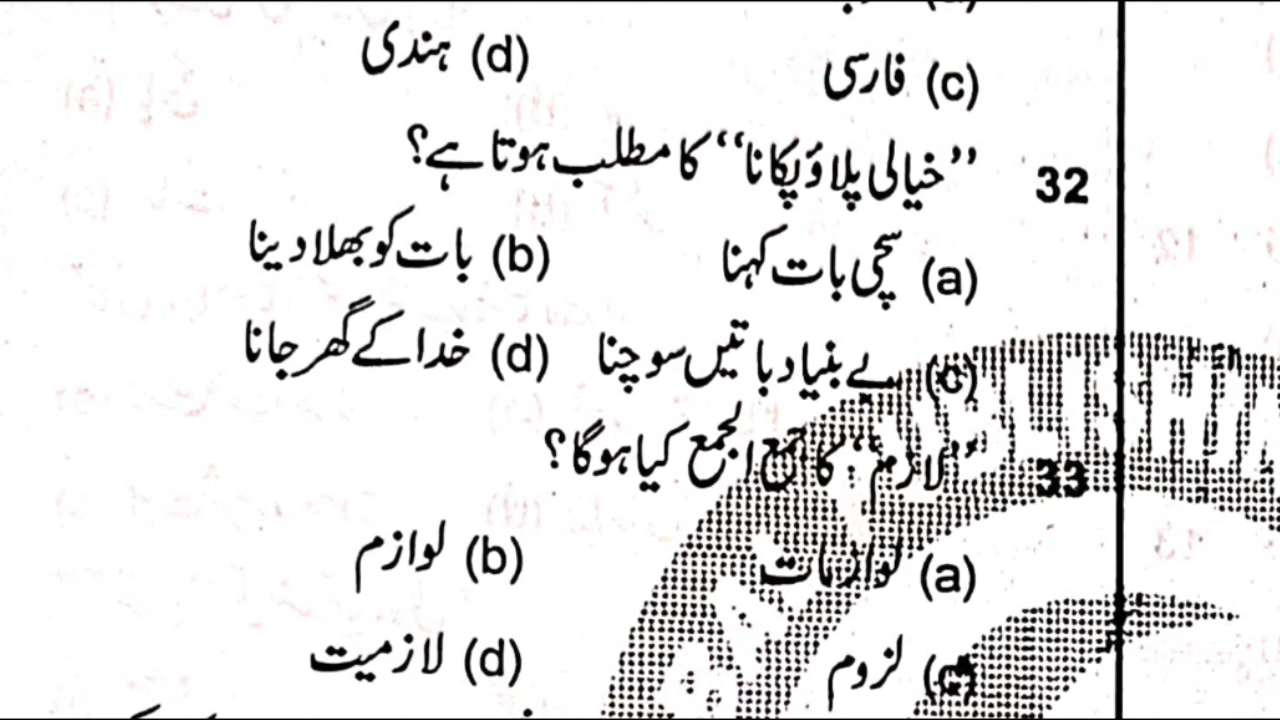 (c) فارسی (d) ہندی
32 ’’خیالی پلاؤ پکانا‘‘ کا مطلب ہوتا ہے؟
(a) سچی بات کہنا (b) بات کو بھلا دینا
(c) بے بنیاد باتیں سوچنا (d) خدا کے گھر جانا
33 ’’لازم‘‘ کا جمع الجمع کیا ہوگا؟
(a) لوازمات (b) لوازم
(c) لزوم (d) لازمیت